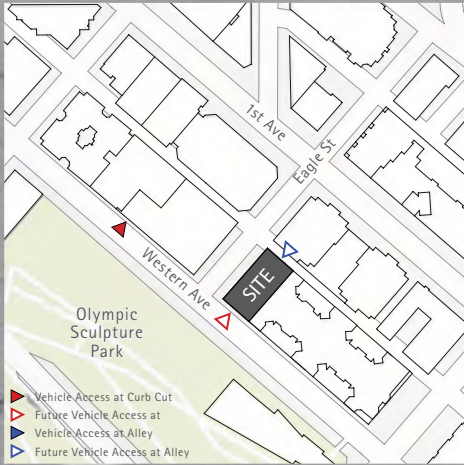 1st Ave
Eagle St
SITE
Western Ave
Olympic
Sculpture
Park
Vehicle Access at Curb Cut
Future Vehicle Access at
Vehicle Access at Alley
Future Vehicle Access at Alley